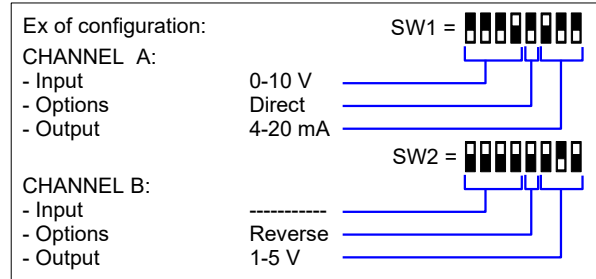 Ex of configuration: SW1 =
CHANNEL A:
- Input 0-10 V
- Options Direct
- Output 4-20 mA
SW2 =
CHANNEL B:
- Input -----------
- Options Reverse
- Output 1-5 V